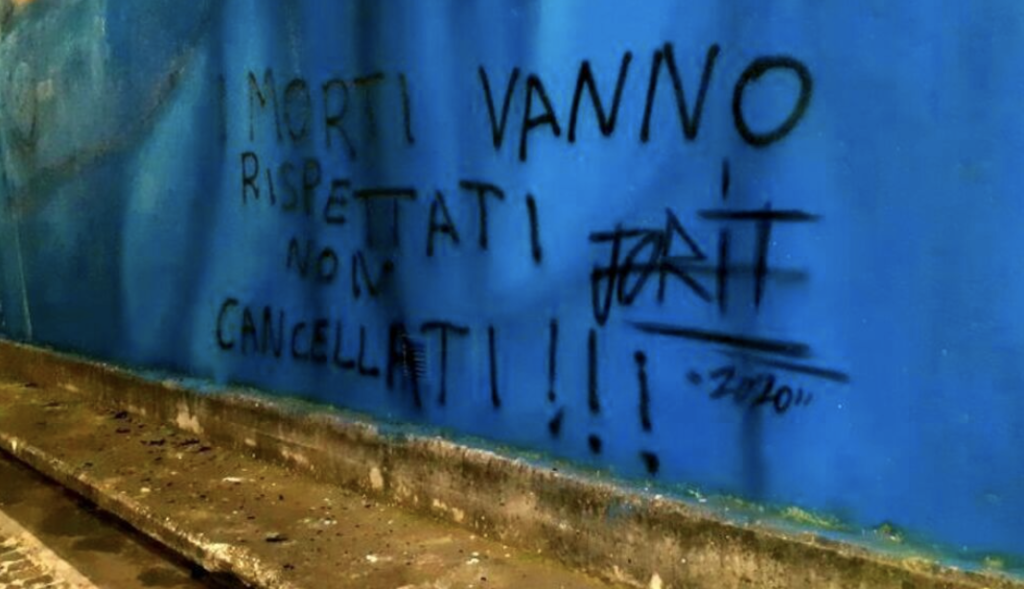 MORTI VANNO
RISPETTATI
NON
CANCELLATI!!!
JORIT
"2020"